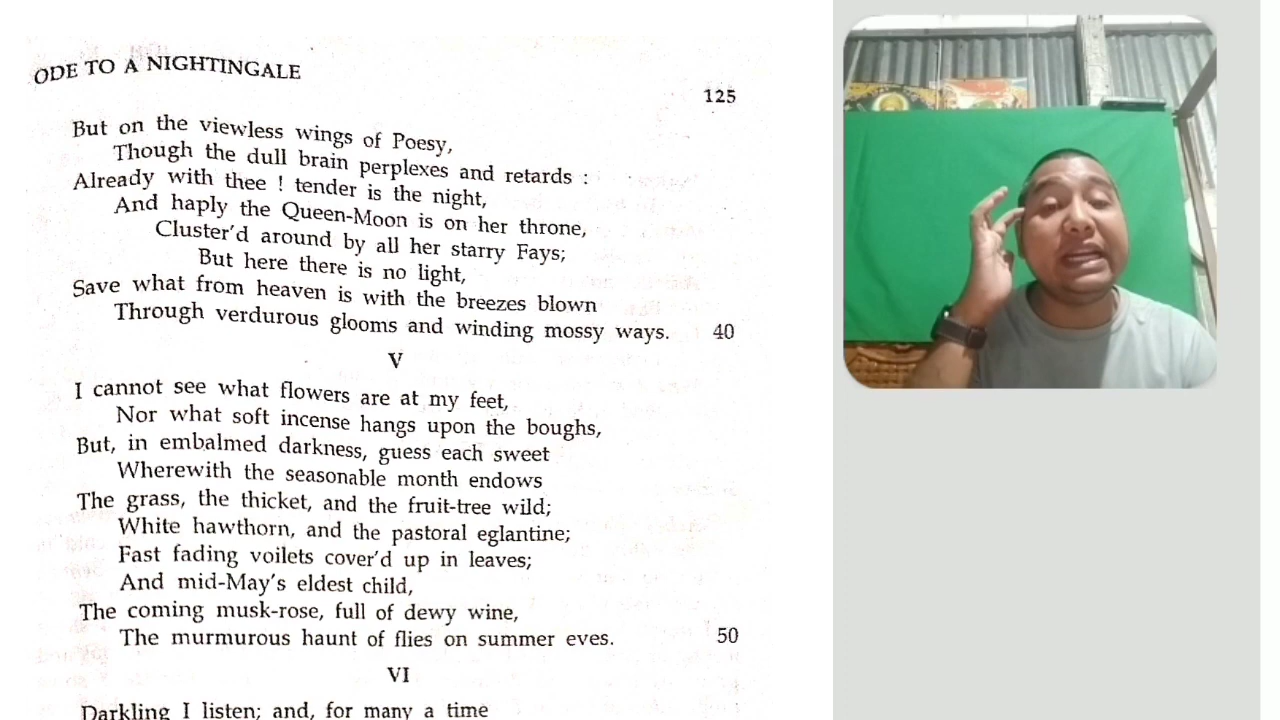 ODE TO A NIGHTINGALE
125
But on the viewless wings of Poesy,
Though the dull brain perplexes and retards :
Already with thee ! tender is the night,
And haply the Queen-Moon is on her throne,
Cluster'd around by all her starry Fays;
But here there is no light,
Save what from heaven is with the breezes blown
Through verdurous glooms and winding mossy ways. 40
V
I cannot see what flowers are at my feet,
Nor what soft incense hangs upon the boughs,
But, in embalmed darkness, guess each sweet
Wherewith the seasonable month endows
The grass, the thicket, and the fruit-tree wild;
White hawthorn, and the pastoral eglantine;
Fast fading voilets cover'd up in leaves;
And mid-May's eldest child,
The coming musk-rose, full of dewy wine,
The murmurous haunt of flies on summer eves. 50
VI
Darkling I listen; and, for many a time